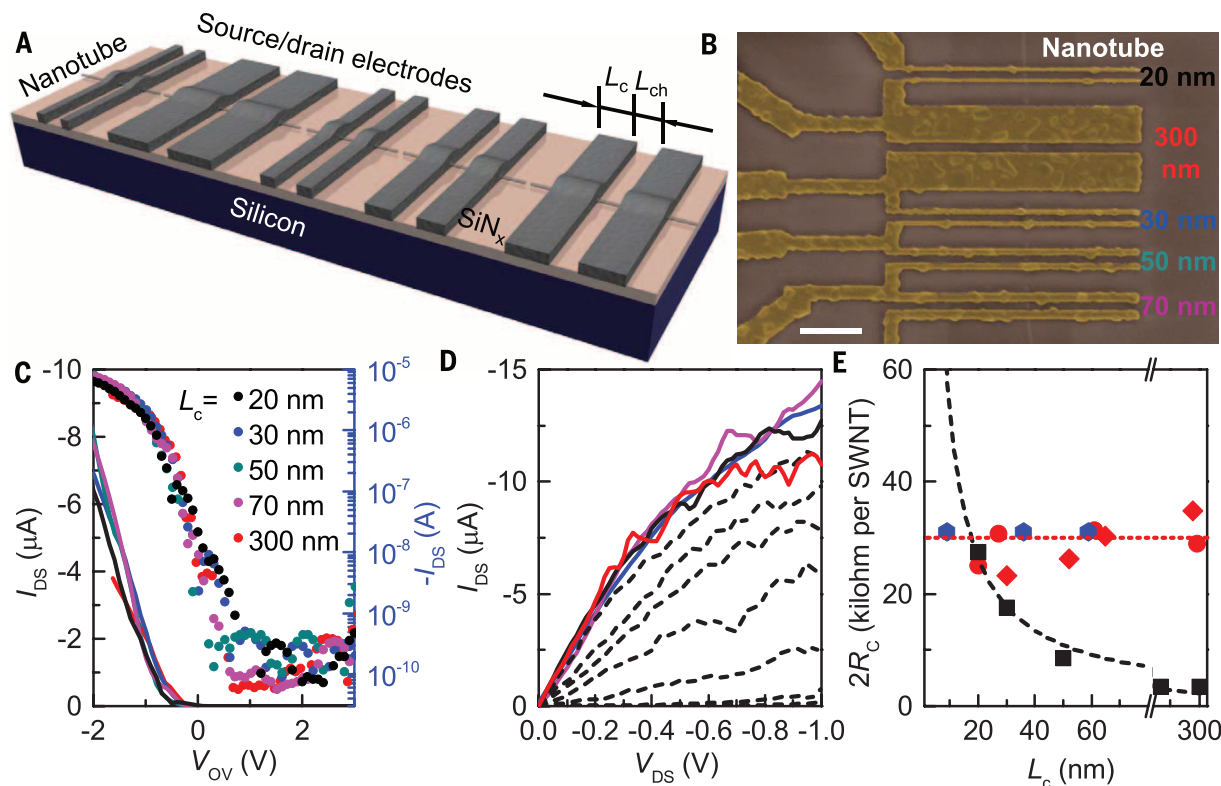 A
Nanotube
Source/drain electrodes
Lc
Lch
Silicon
SiNx
B
Nanotube
20 nm
300
nm
30 nm
50 nm
70 nm
C
-10
-8
-6
-4
-2
0
IDS (μA)
Lc=
20 nm
30 nm
50 nm
70 nm
300 nm
10-5
10-6
10-7
10-8
10-9
10-10
-IDS (A)
-2
0
2
VOV (V)
D
-15
-10
-5
0
IDS (μA)
0.0 -0.2 -0.4 -0.6 -0.8 -1.0
VDS (V)
E
60
40
20
0
2RC (kilohm per SWNT)
20 40 60 80 300
Lc (nm)